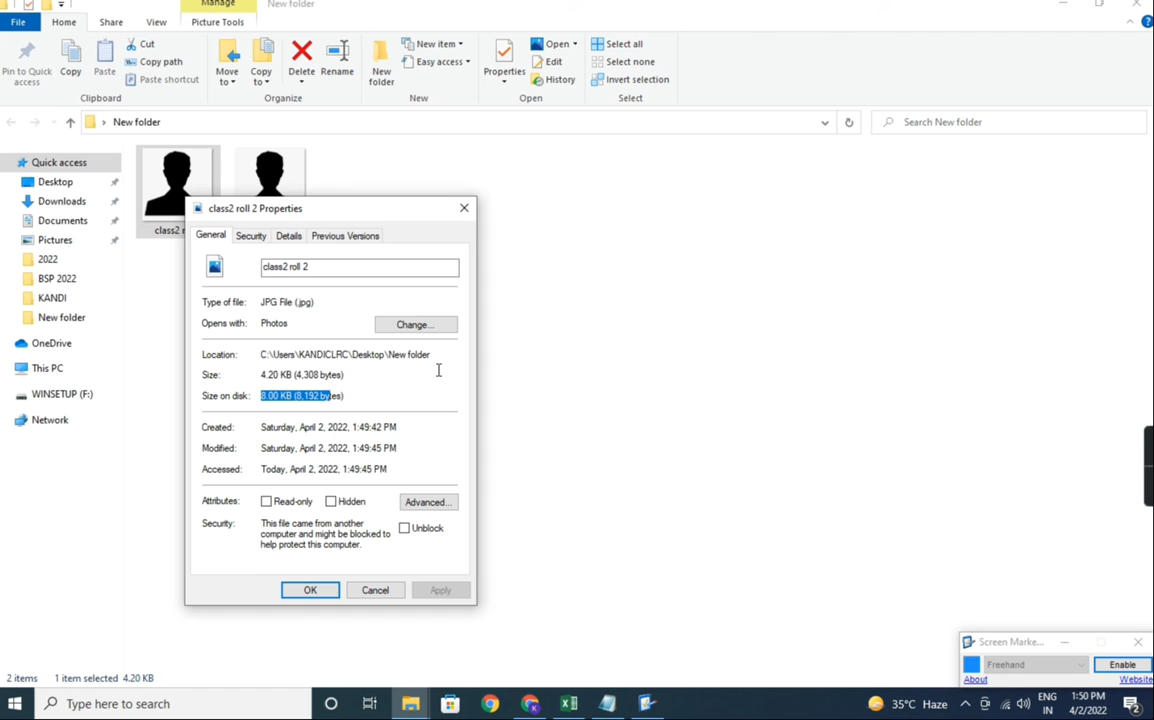 Manage
New folder
File
Home
Share
View
Picture Tools
Pin to Quick access
Copy
Paste
Cut
Copy path
Paste shortcut
Clipboard
Move to
Copy to
Delete
Rename
Organize
New folder
New item
Easy access
New
Properties
Open
Edit
History
Open
Select all
Select none
Invert selection
Select
New folder
Search New folder
Quick access
Desktop
Downloads
Documents
Pictures
2022
BSP 2022
KANDI
New folder
OneDrive
This PC
WINSETUP (F:)
Network
class2 r
class2 roll 2 Properties
General
Security
Details
Previous Versions
class2 roll 2
Type of file: JPG File (.jpg)
Opens with: Photos
Change...
Location: C:\Users\KANDICLRC\Desktop\New folder
Size: 4.20 KB (4,308 bytes)
Size on disk: 8.00 KB (8,192 bytes)
Created: Saturday, April 2, 2022, 1:49:42 PM
Modified: Saturday, April 2, 2022, 1:49:45 PM
Accessed: Today, April 2, 2022, 1:49:45 PM
Attributes: Read-only Hidden Advanced...
Security: This file came from another computer and might be blocked to help protect this computer.
Unblock
OK
Cancel
Apply
Screen Marke...
Freehand
Enable
About
Website
2 items 1 item selected 4.20 KB
Type here to search
35°C Haze
ENG
IN
1:50 PM
4/2/2022
2